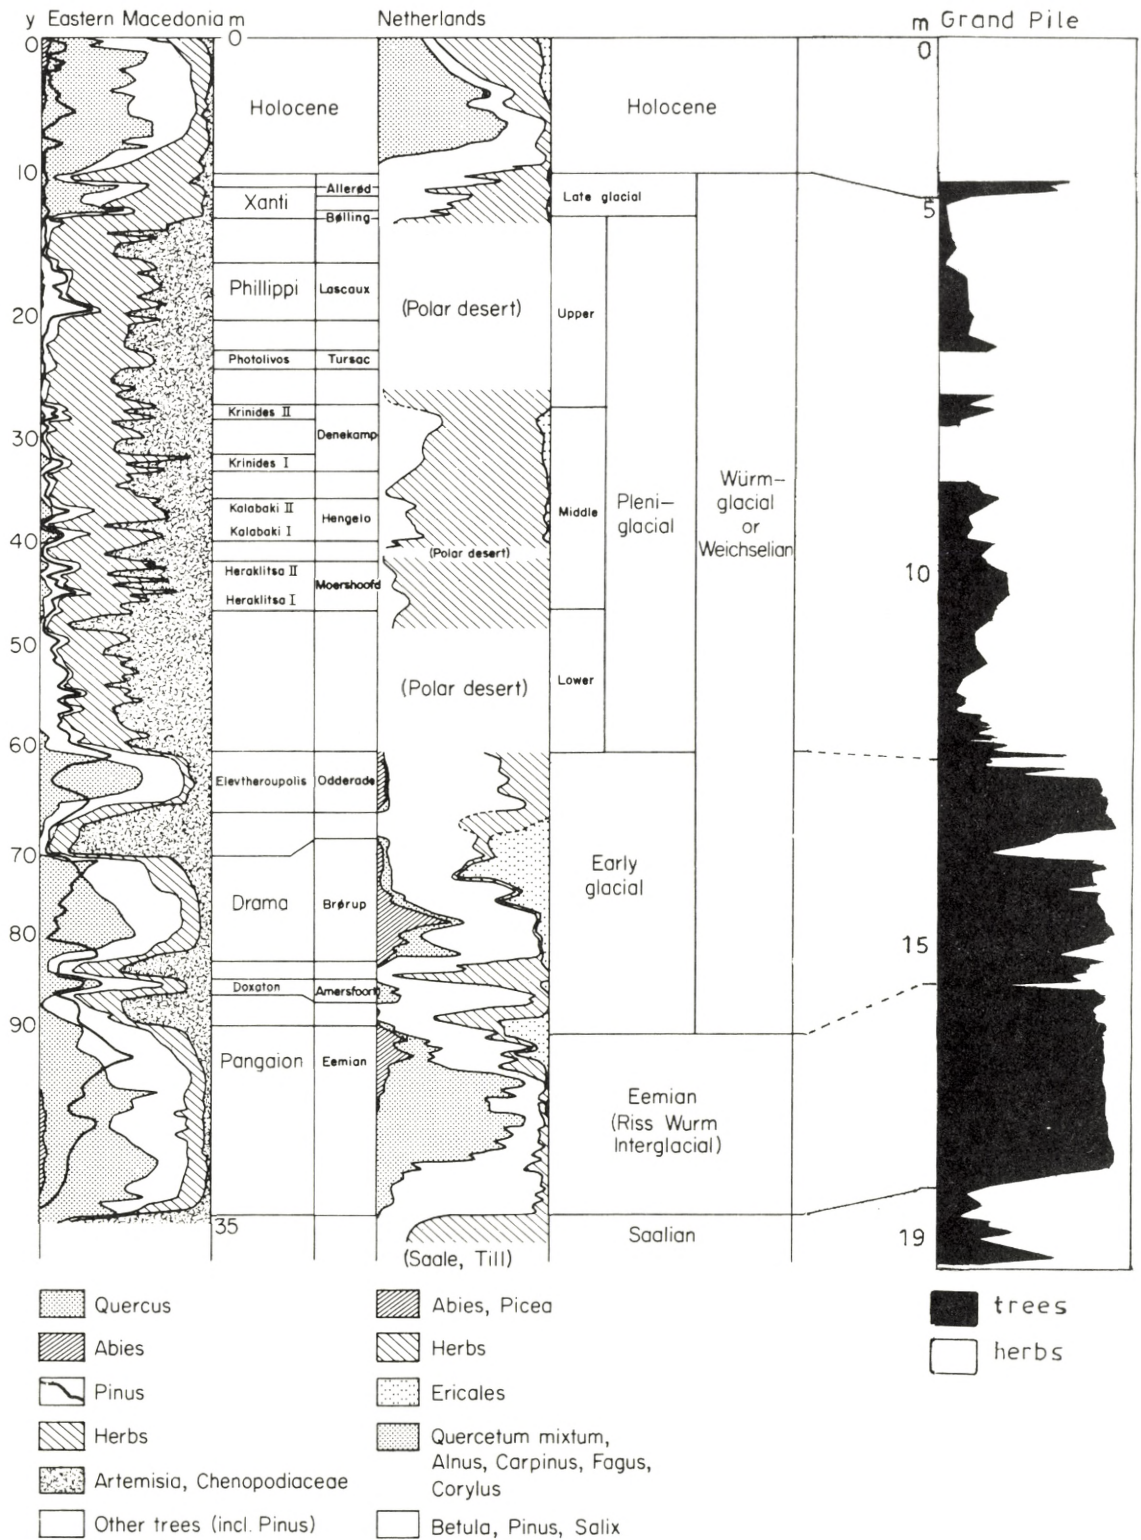 y Eastern Macedonia m
Netherlands
m Grand Pile
0
10
20
30
40
50
60
70
80
90
0
35
Holocene
Xanti
Phillippi
Photolivos
Krinides II
Krinides I
Kalabaki II
Kalabaki I
Heraklitsa II
Heraklitsa I
Elevtheroupolis
Drama
Doxaton
Pangaion
Allerød
Bølling
Lascaux
Tursac
Denekamp
Hengelo
Moershoofd
Odderade
Brørup
Amersfoort
Eemian
(Polar desert)
(Polar desert)
(Polar desert)
(Saale, Till)
Holocene
Late glacial
Upper
Middle
Lower
Pleni-
glacial
Würm-
glacial
or
Weichselian
Early
glacial
Eemian
(Riss Wurm
Interglacial)
Saalian
0
5
10
15
19
Quercus
Abies
Pinus
Herbs
Artemisia, Chenopodiaceae
Other trees (incl. Pinus)
Abies, Picea
Herbs
Ericales
Quercetum mixtum,
Alnus, Carpinus, Fagus,
Corylus
Betula, Pinus, Salix
trees
herbs